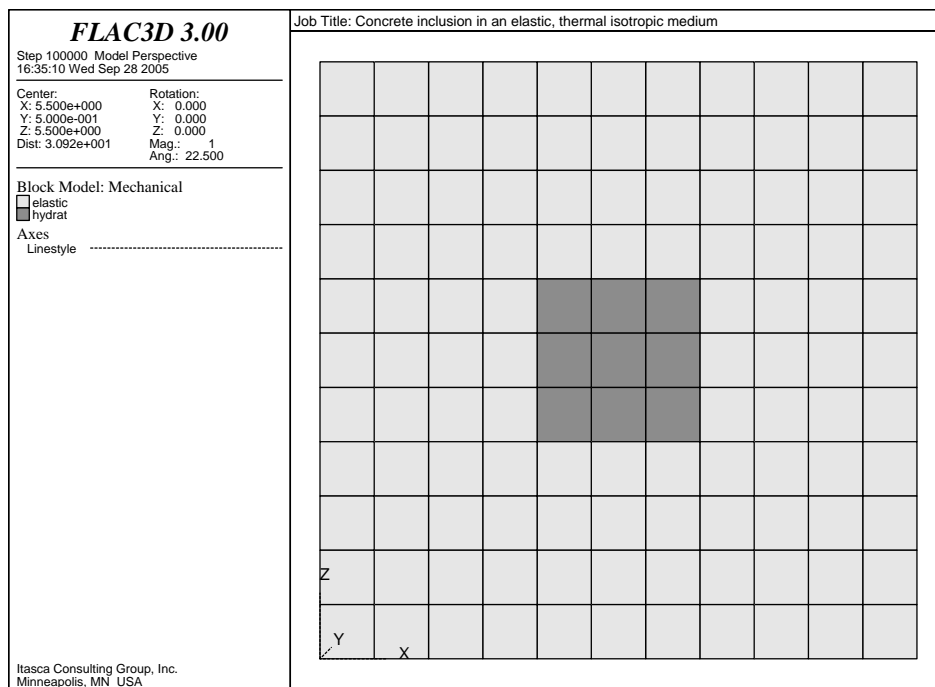 FLAC3D 3.00
Step 100000 Model Perspective
16:35:10 Wed Sep 28 2005
Center:
X: 5.500e+000
Y: 5.000e-001
Z: 5.500e+000
Dist: 3.092e+001
Rotation:
X: 0.000
Y: 0.000
Z: 0.000
Mag.: 1
Ang.: 22.500
Block Model: Mechanical
elastic
hydrat
Axes
Linestyle
Itasca Consulting Group, Inc.
Minneapolis, MN USA
Job Title: Concrete inclusion in an elastic, thermal isotropic medium
Z
Y
X